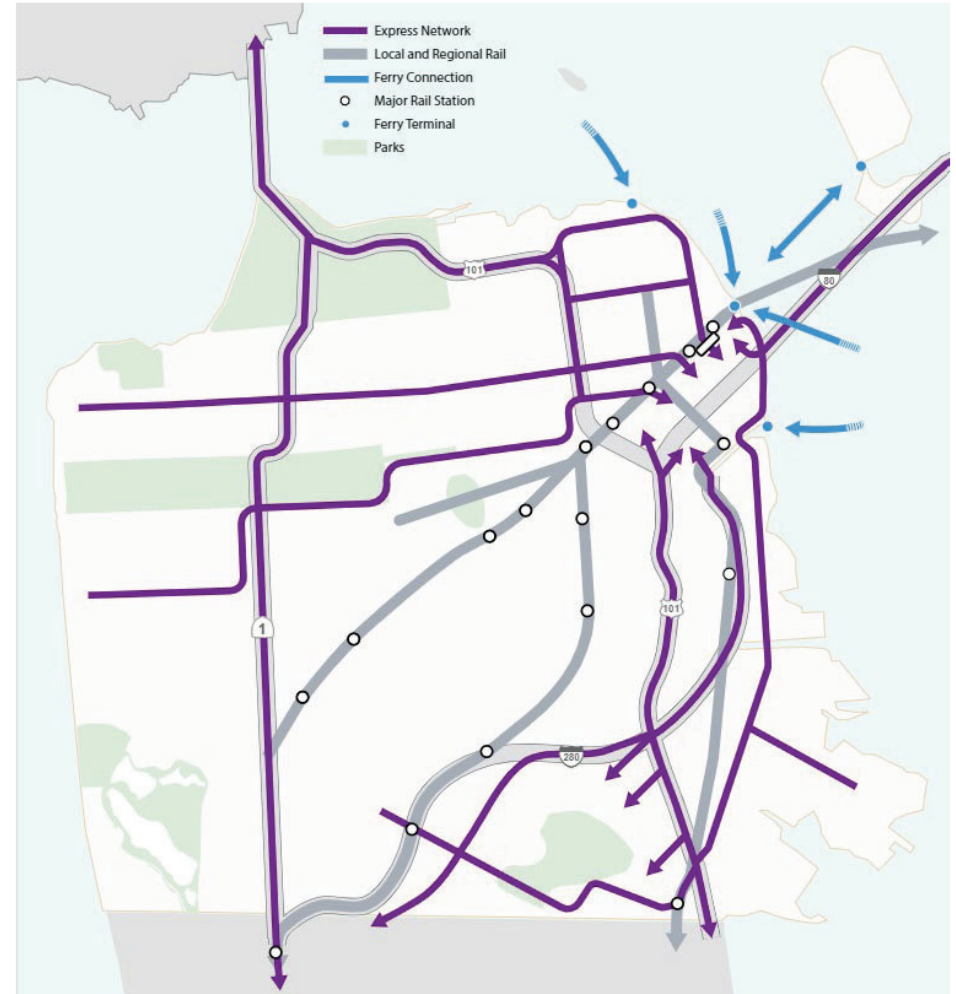 Express Network
Local and Regional Rail
Ferry Connection
Major Rail Station
Ferry Terminal
Parks
101
80
101
1
280